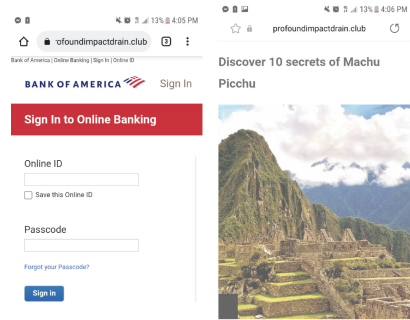 4:05 PM
13%
rofoundimpactdrain.club
3
Bank of America | Online Banking | Sign In | Online ID
BANK OF AMERICA
Sign In
Sign In to Online Banking
Online ID
Save this Online ID
Passcode
Forgot your Passcode?
Sign in
13% 4:06 PM
profoundimpactdrain.club
Discover 10 secrets of Machu
Picchu